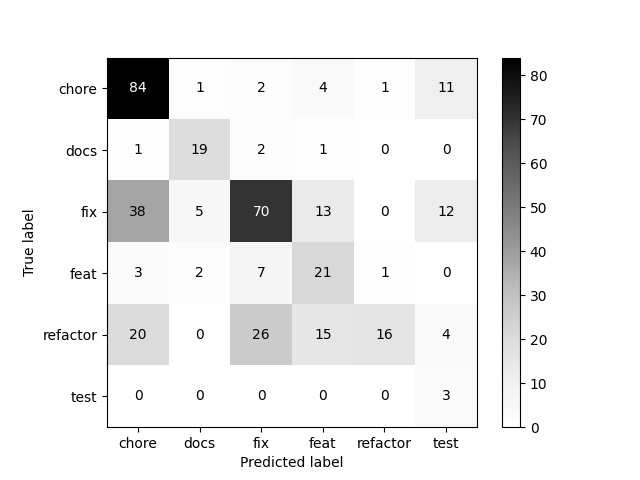 chore 84 1 2 4 1 11
docs 1 19 2 1 0 0
fix 38 5 70 13 0 12
feat 3 2 7 21 1 0
refactor 20 0 26 15 16 4
test 0 0 0 0 0 3
chore docs fix feat refactor test
Predicted label
True label
80
70
60
50
40
30
20
10
0